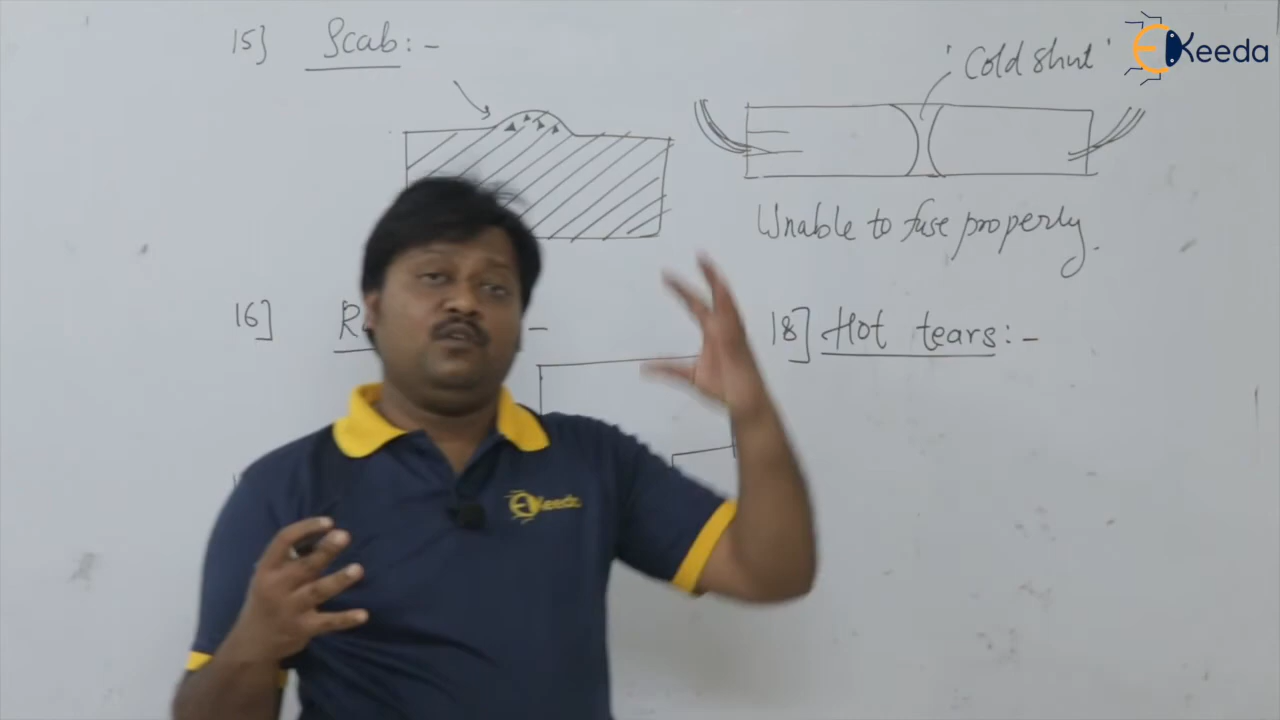 15] Scab:-
'Cold shut'
EKeeda
Unable to fuse properly.
16]
18] Hot tears:-
EKeeda